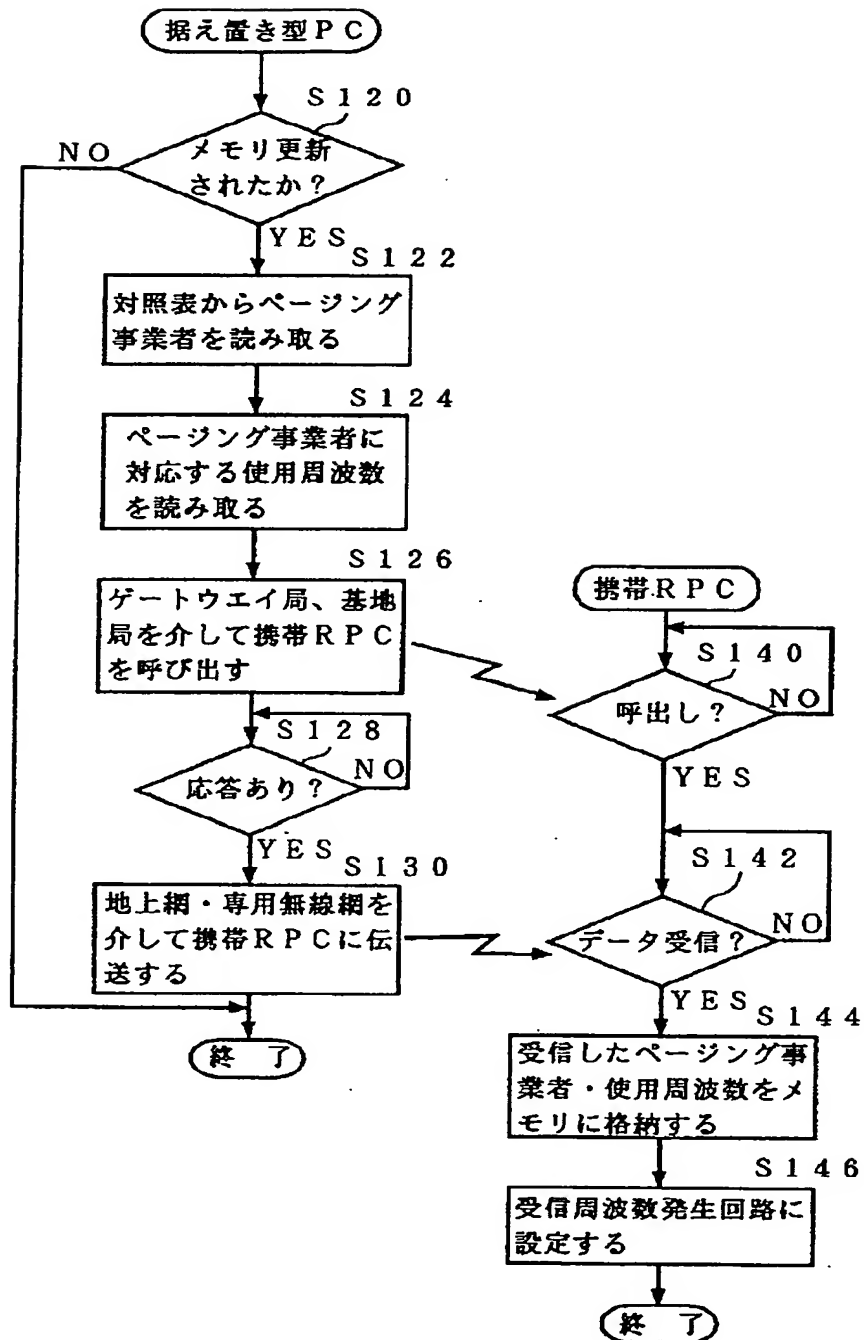 据え置き型PC
S120
NO
メモリ更新
されたか?
YES
S122
対照表からページング
事業者を読み取る
S124
ページング事業者に
対応する使用周波数
を読み取る
S126
ゲートウエイ局、基地
局を介して携帯RPC
を呼び出す
S128
応答あり?
NO
YES
S130
地上網・専用無線網を
介して携帯RPCに伝
送する
終 了
携帯RPC
S140
呼出し?
NO
YES
S142
データ受信?
NO
YES
S144
受信したページング事
業者・使用周波数をメ
モリに格納する
S146
受信周波数発生回路に
設定する
終 了